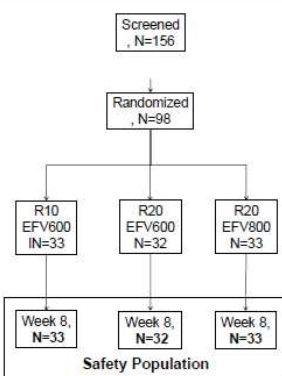 Screened
, N=156
Randomized
, N=98
R10
EFV600
IN=33
R20
EFV600
N=32
R20
EFV800
N=33
Week 8,
N=33
Week 8,
N=32
Week 8,
N=33
Safety Population